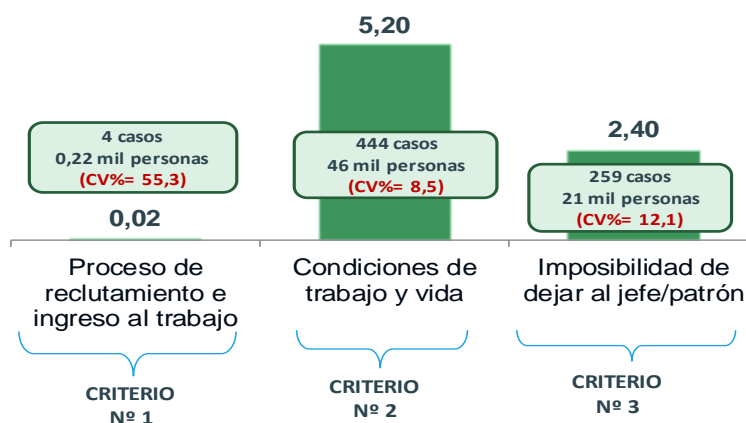 5,20
4 casos
0,22 mil personas
(CV%= 55,3)
0,02
444 casos
46 mil personas
(CV%= 8,5)
2,40
259 casos
21 mil personas
(CV%= 12,1)
Proceso de
reclutamiento e
ingreso al trabajo
Condiciones de
trabajo y vida
Imposibilidad de
dejar al jefe/patrón
CRITERIO
Nº 1
CRITERIO
Nº 2
CRITERIO
Nº 3